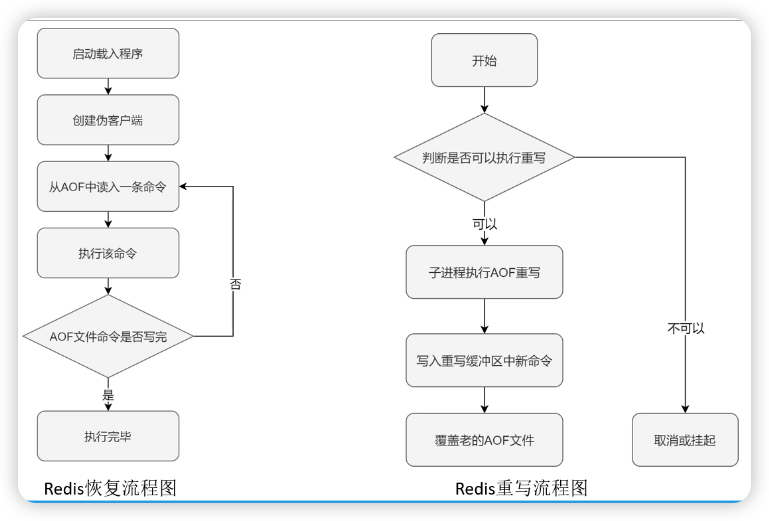 启动载入程序
创建伪客户端
从AOF中读入一条命令
执行该命令
否
AOF文件命令是否写完
是
执行完毕
Redis恢复流程图
开始
判断是否可以执行重写
可以
子进程执行AOF重写
不可以
写入重写缓冲区中新命令
覆盖老的AOF文件
取消或挂起
Redis重写流程图